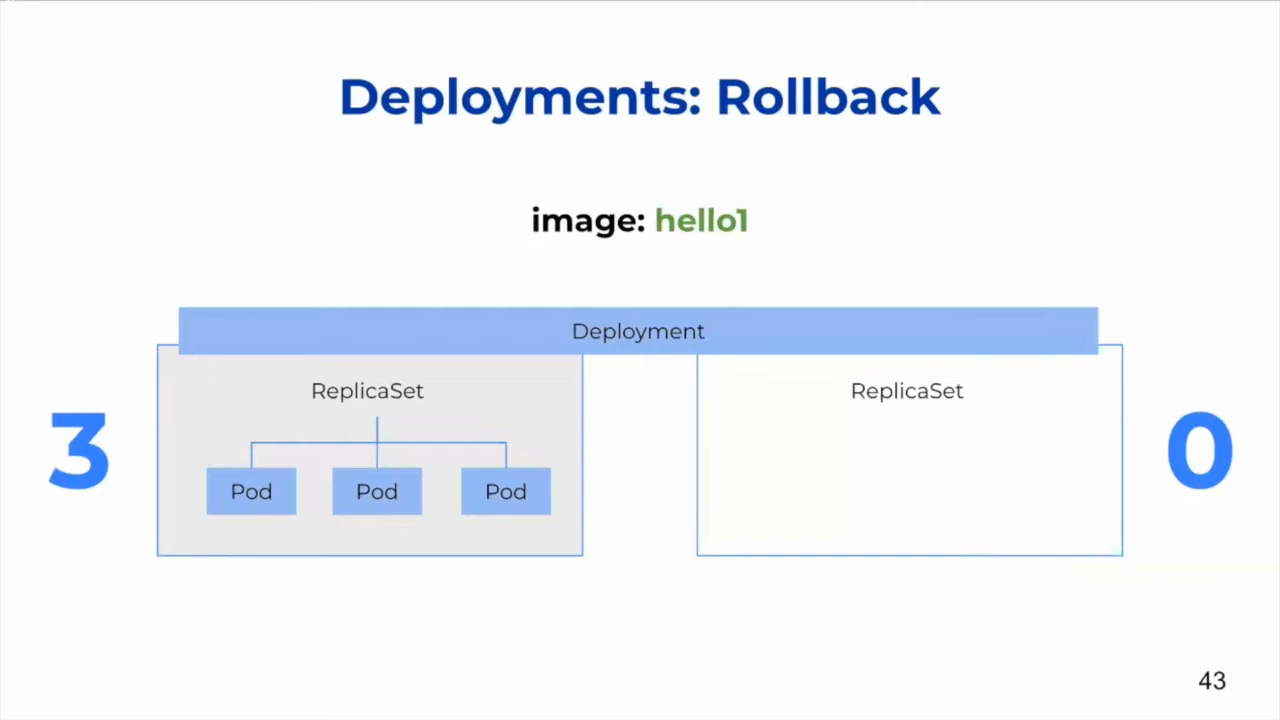 Deployments: Rollback
image: hello1
Deployment
ReplicaSet
ReplicaSet
3
0
Pod
Pod
Pod
43